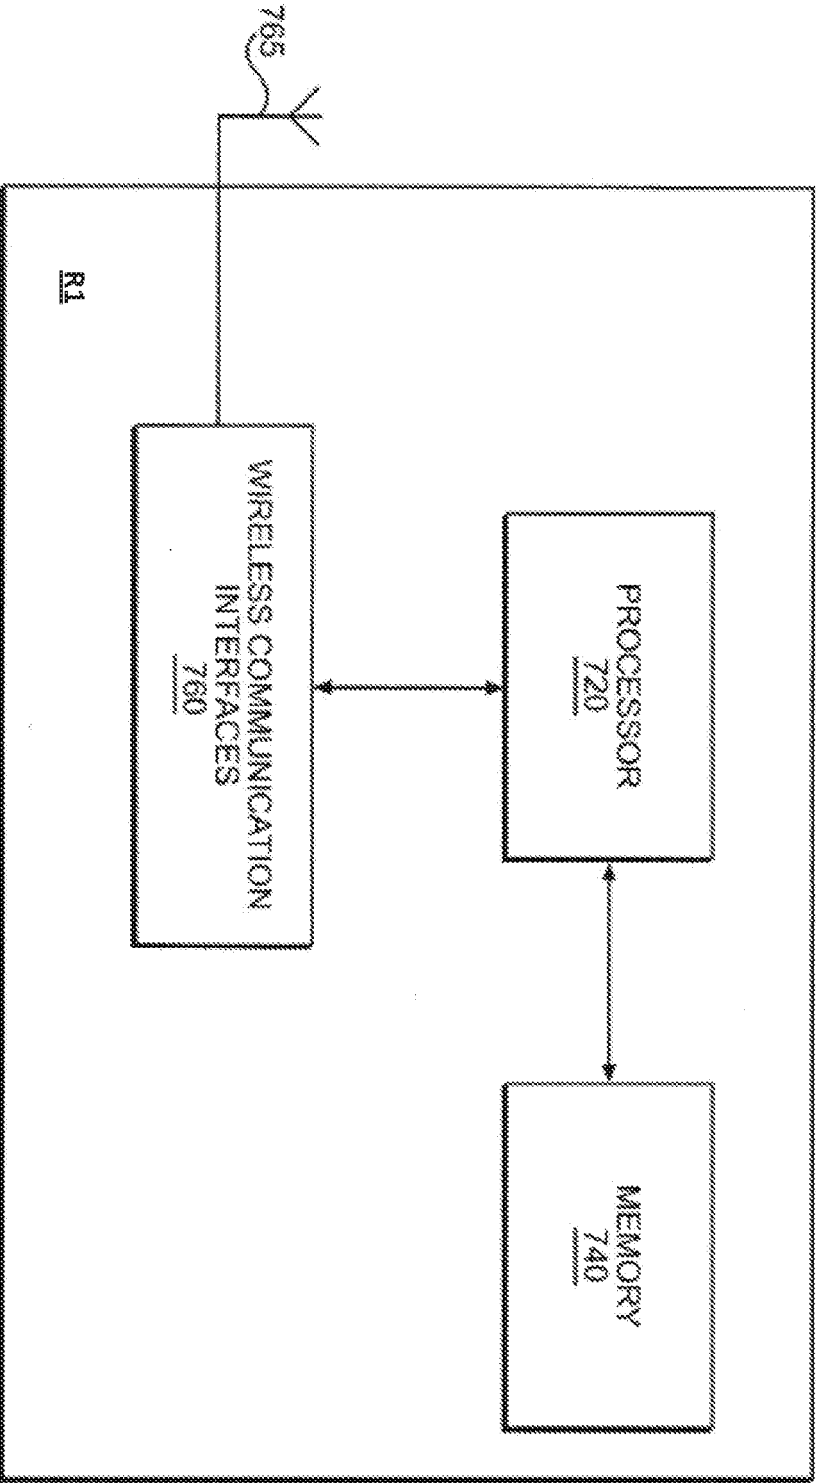 PROCESSOR
720
MEMORY
740
765
WIRELESS COMMUNICATION
INTERFACES
760
R1